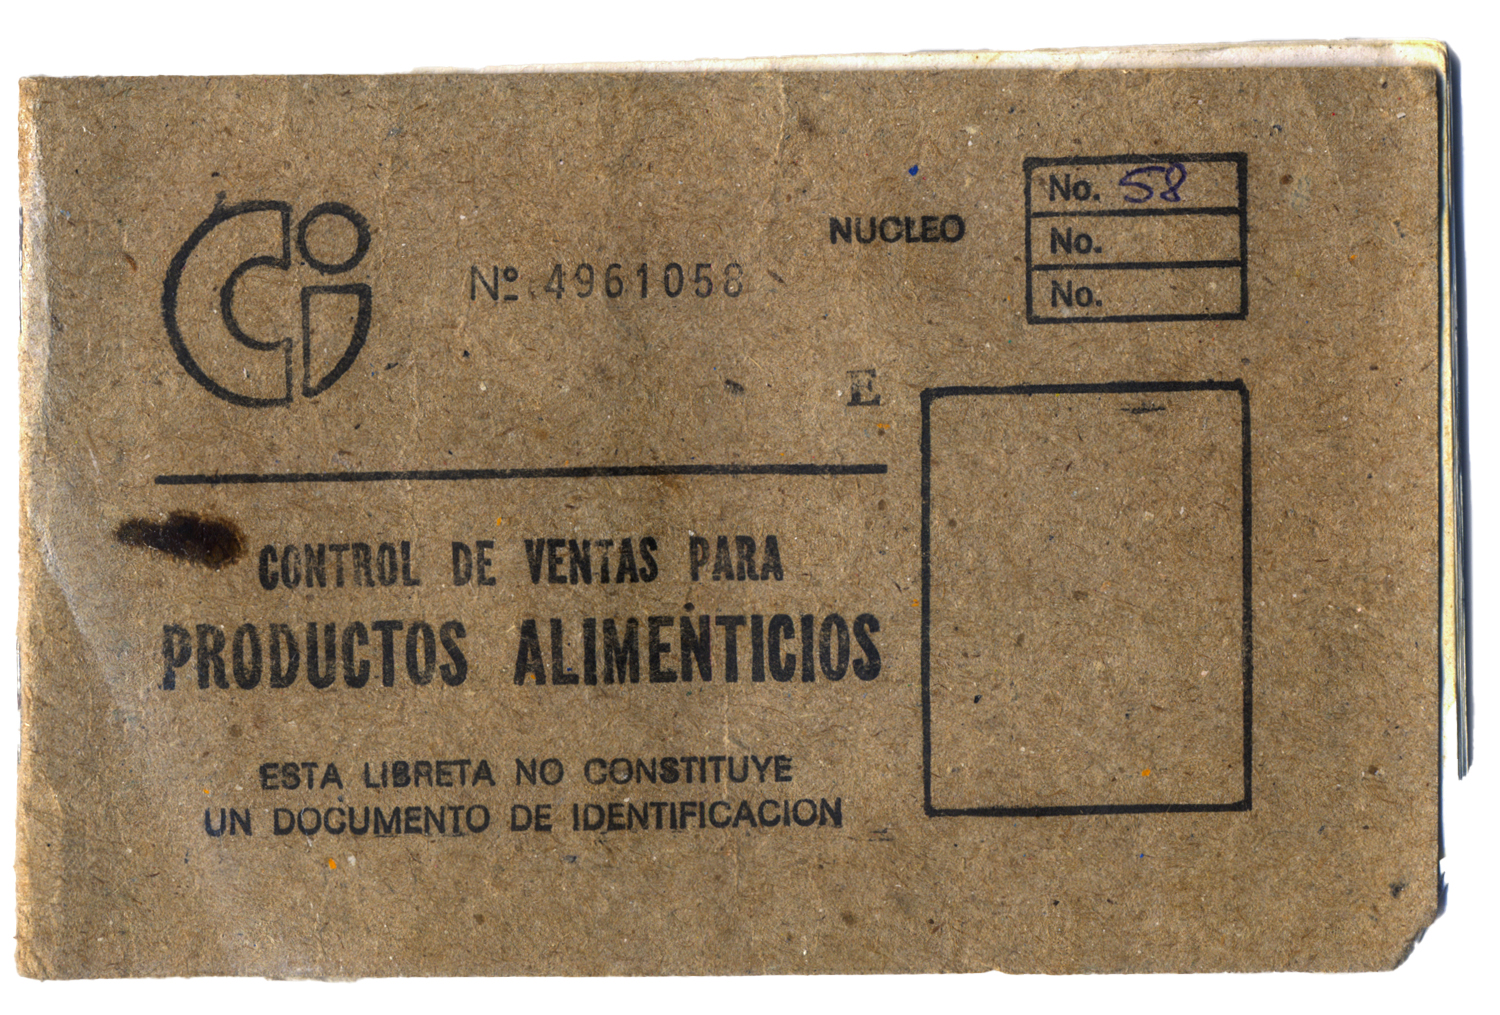 Ci
Nº 4961058
NUCLEO
No. 58
No.
No.
E
CONTROL DE VENTAS PARA
PRODUCTOS ALIMENTICIOS
ESTA LIBRETA NO CONSTITUYE
UN DOCUMENTO DE IDENTIFICACION